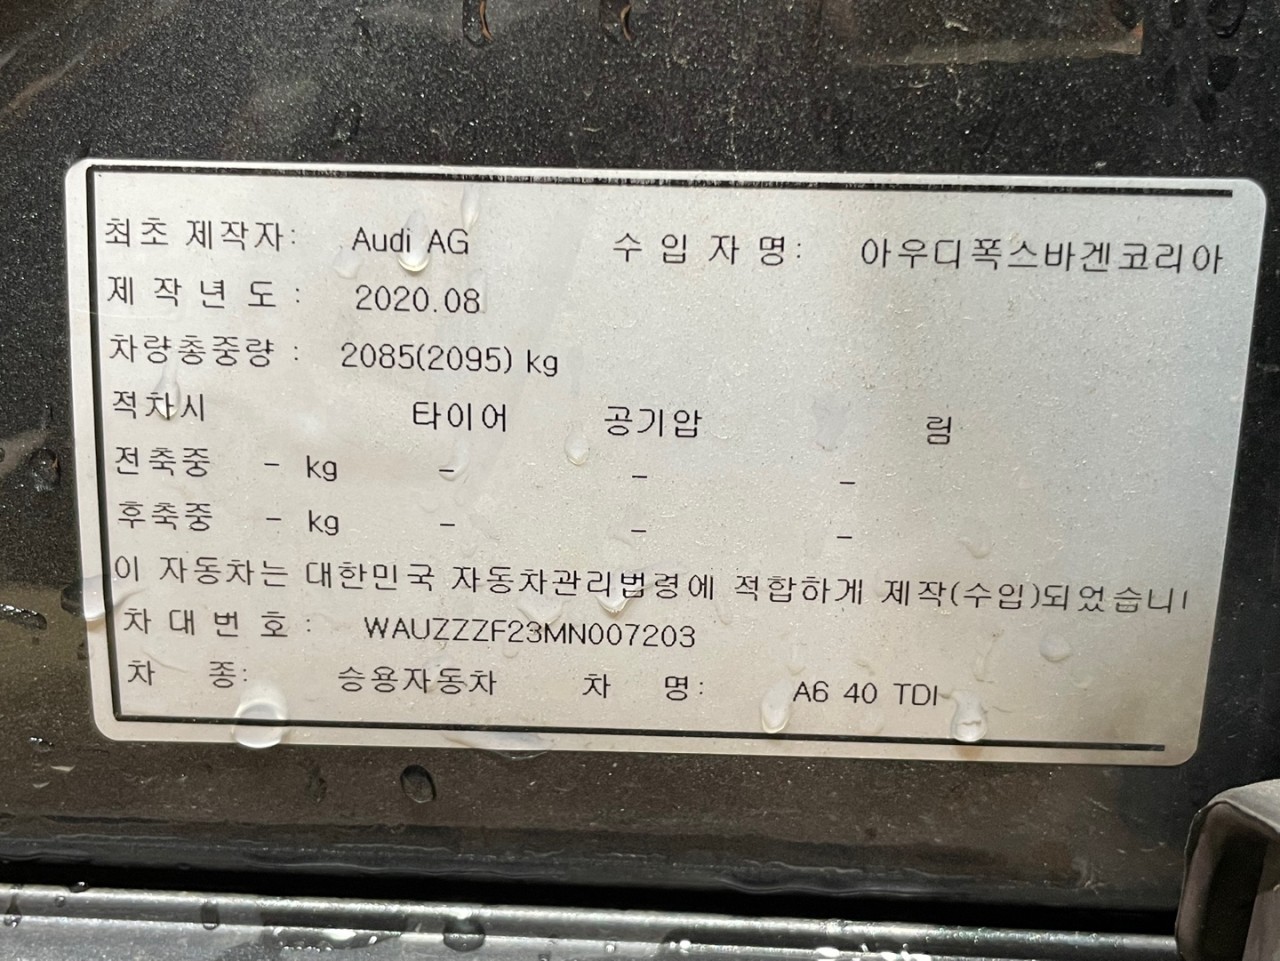 최초 제작자: Audi AG 수 입 자 명: 아우디폭스바겐코리아
제 작 년 도 : 2020.08
차량총중량 : 2085(2095) kg
적차시 타이어 공기압 림
전축중 - kg - - -
후축중 - kg - - -
이 자동차는 대한민국 자동차관리법령에 적합하게 제작(수입)되었습니
차 대 번 호 : WAUZZZF23MN007203
차 종: 승용자동차 차 명: A6 40 TDI